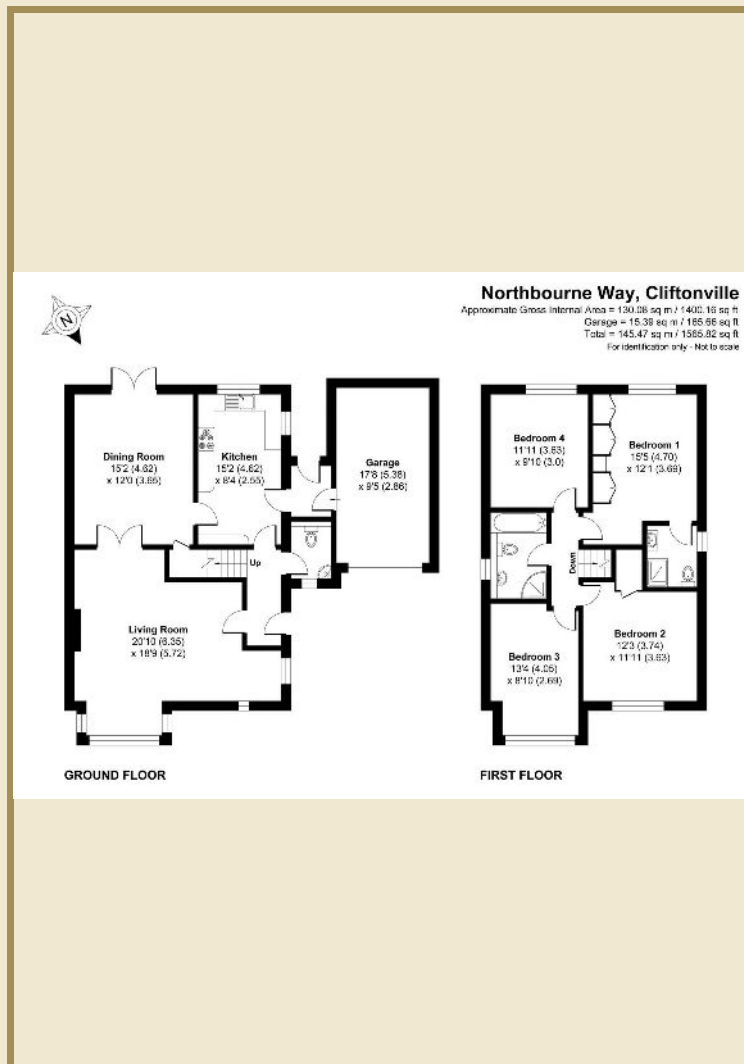 Northbourne Way, Cliftonville
Approximate Gross Internal Area = 130.08 sq m / 1400.16 sq ft
Garage = 15.39 sq m / 165.66 sq ft
Total = 145.47 sq m / 1565.82 sq ft
For identification only - Not to scale
N
Dining Room
15'2 (4.62)
x 12'0 (3.65)
Kitchen
15'2 (4.62)
x 8'4 (2.55)
Garage
17'8 (5.38)
x 9'5 (2.86)
Up
Living Room
20'10 (6.35)
x 18'9 (5.72)
GROUND FLOOR
Bedroom 4
11'11 (3.63)
x 9'10 (3.0)
Bedroom 1
15'5 (4.70)
x 12'1 (3.69)
Down
Bedroom 3
13'4 (4.05)
x 8'10 (2.69)
Bedroom 2
12'3 (3.74)
x 11'11 (3.63)
FIRST FLOOR